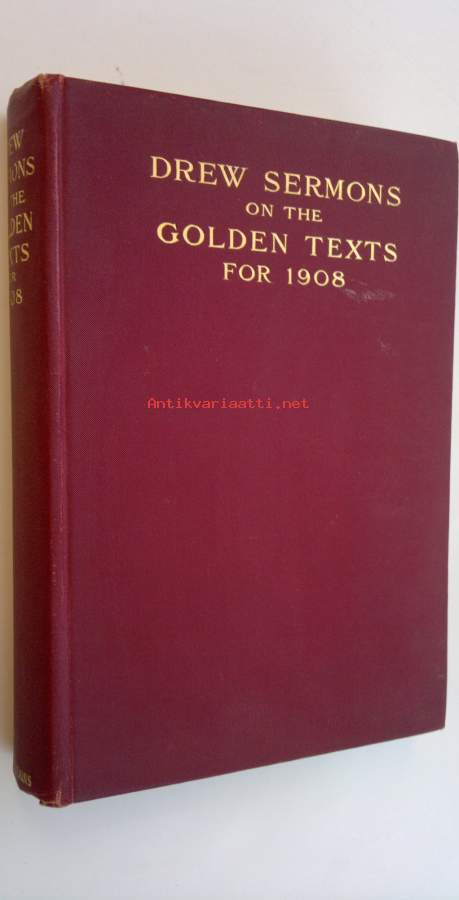 DREW SERMONS
ON THE
GOLDEN TEXTS
FOR 1908
Antikvariaatti.net